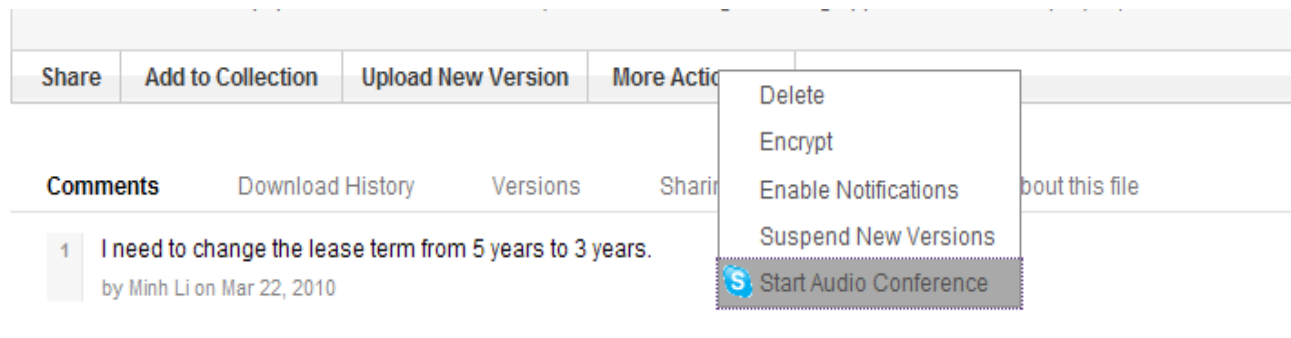 Share Add to Collection Upload New Version More Actio
Delete
Encrypt
Enable Notifications
Suspend New Versions
Start Audio Conference
Comments Download History Versions Sharin bout this file
1 I need to change the lease term from 5 years to 3 years.
by Minh Li on Mar 22, 2010